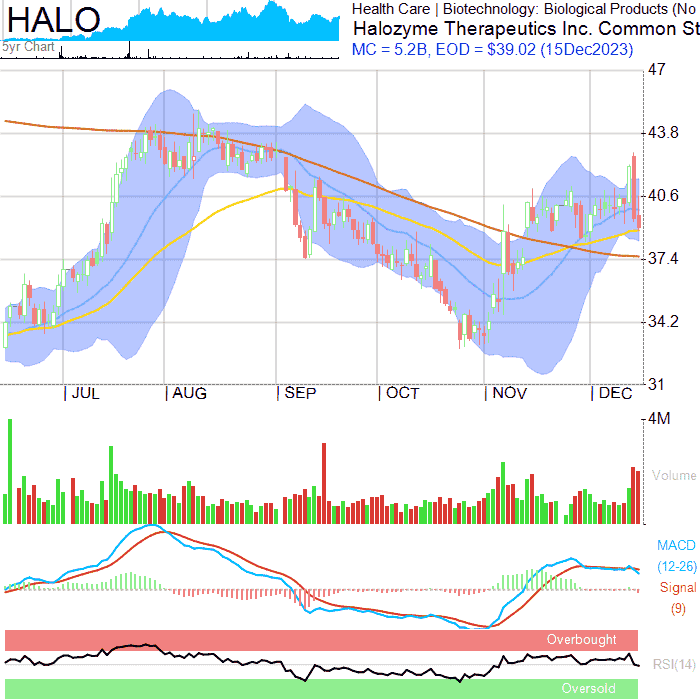 HALO
5yr Chart
Health Care | Biotechnology: Biological Products (No
Halozyme Therapeutics Inc. Common St
MC = 5.2B, EOD = $39.02 (15Dec2023)
47
43.8
40.6
37.4
34.2
31
JUL AUG SEP OCT NOV DEC
4M
Volume
MACD
(12-26)
Signal
(9)
Overbought
RSI(14)
Oversold